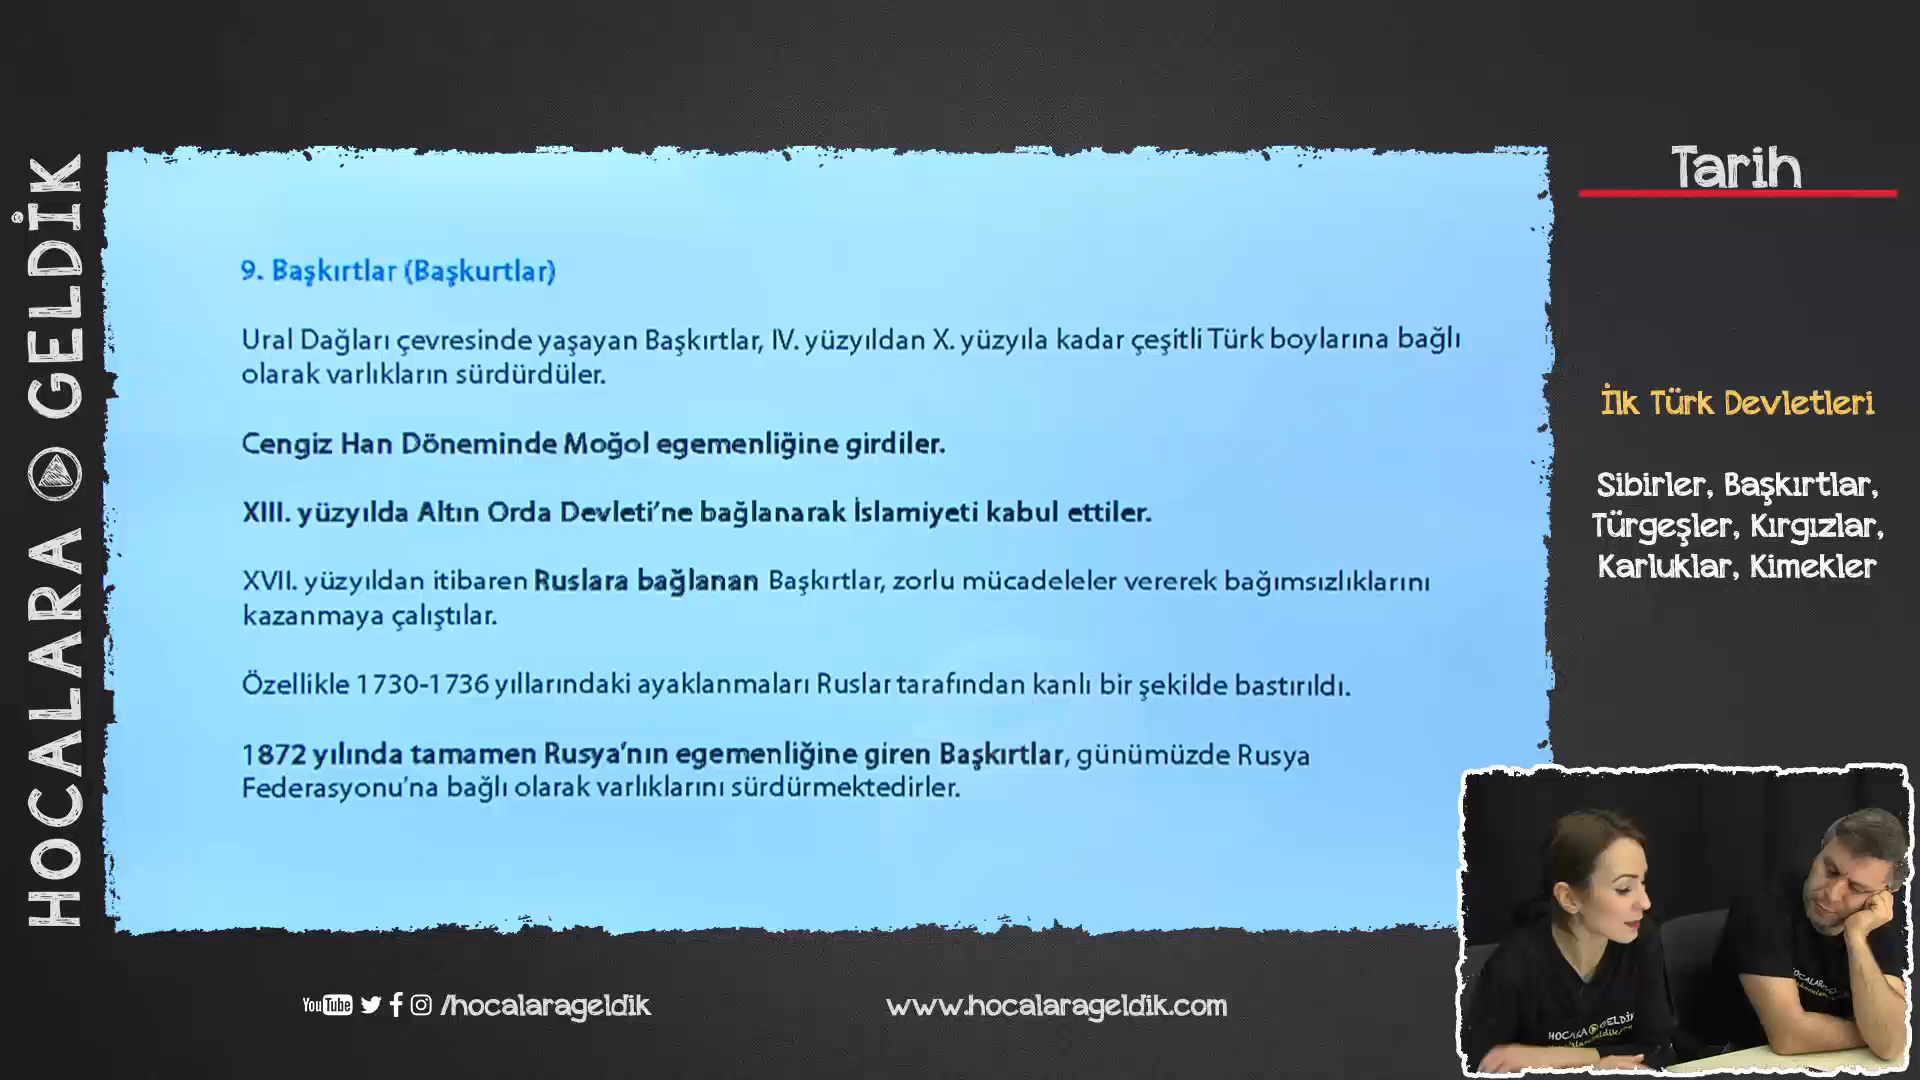 HOCALARA GELDİK
Tarih
9. Başkırtlar (Başkurtlar)
Ural Dağları çevresinde yaşayan Başkırtlar, IV. yüzyıldan X. yüzyıla kadar çeşitli Türk boylarına bağlı
olarak varlıkların sürdürdüler.
Cengiz Han Döneminde Moğol egemenliğine girdiler.
XIII. yüzyılda Altın Orda Devleti’ne bağlanarak İslamiyeti kabul ettiler.
XVII. yüzyıldan itibaren Ruslara bağlanan Başkırtlar, zorlu mücadeleler vererek bağımsızlıklarını
kazanmaya çalıştılar.
Özellikle 1730-1736 yıllarındaki ayaklanmaları Ruslar tarafından kanlı bir şekilde bastırıldı.
1872 yılında tamamen Rusya’nın egemenliğine giren Başkırtlar, günümüzde Rusya
Federasyonu’na bağlı olarak varlıklarını sürdürmektedirler.
İlk Türk Devletleri
Sibirler, Başkırtlar,
Türgeşler, Kırgızlar,
Karluklar, Kimekler
YouTube /hocalarageldik
www.hocalarageldik.com